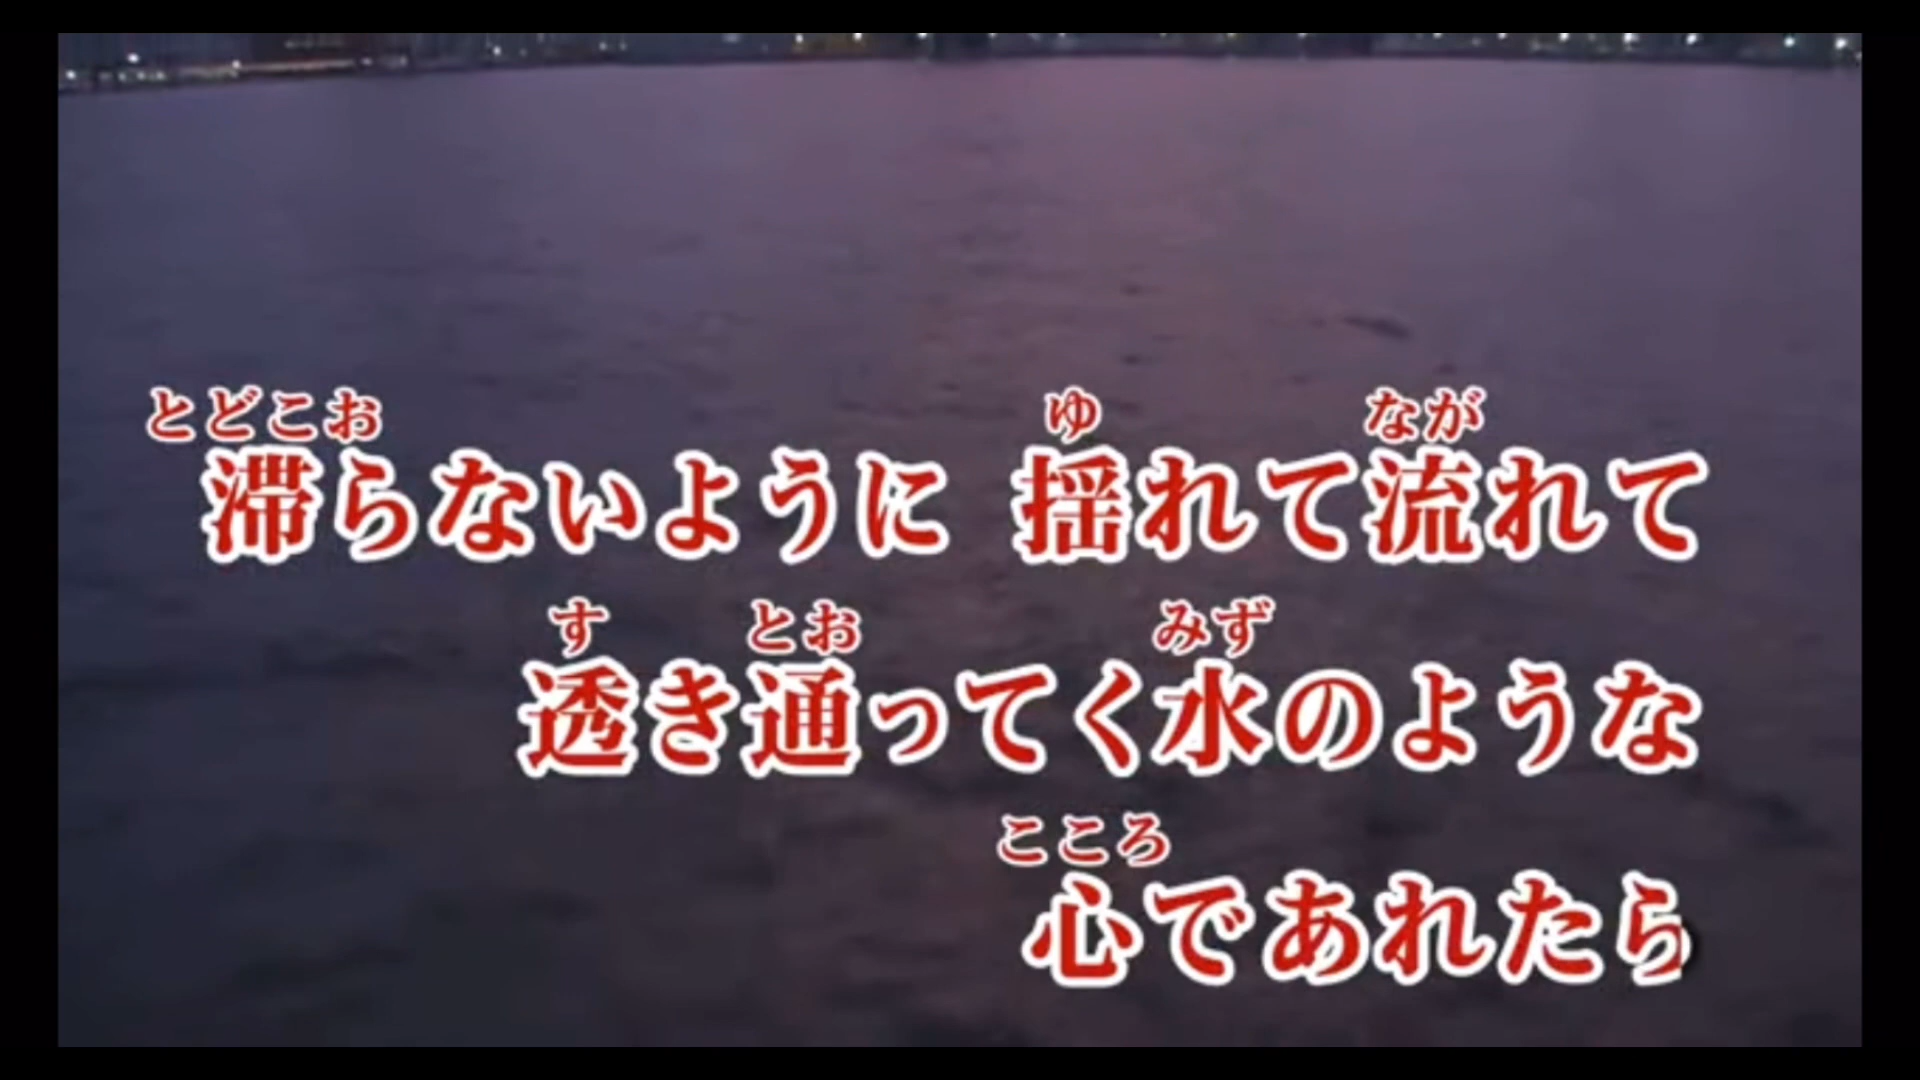 とどこお ゆ なが
滞らないように 揺れて流れて
す とお みず
透き通ってく水のような
こころ
心であれたら